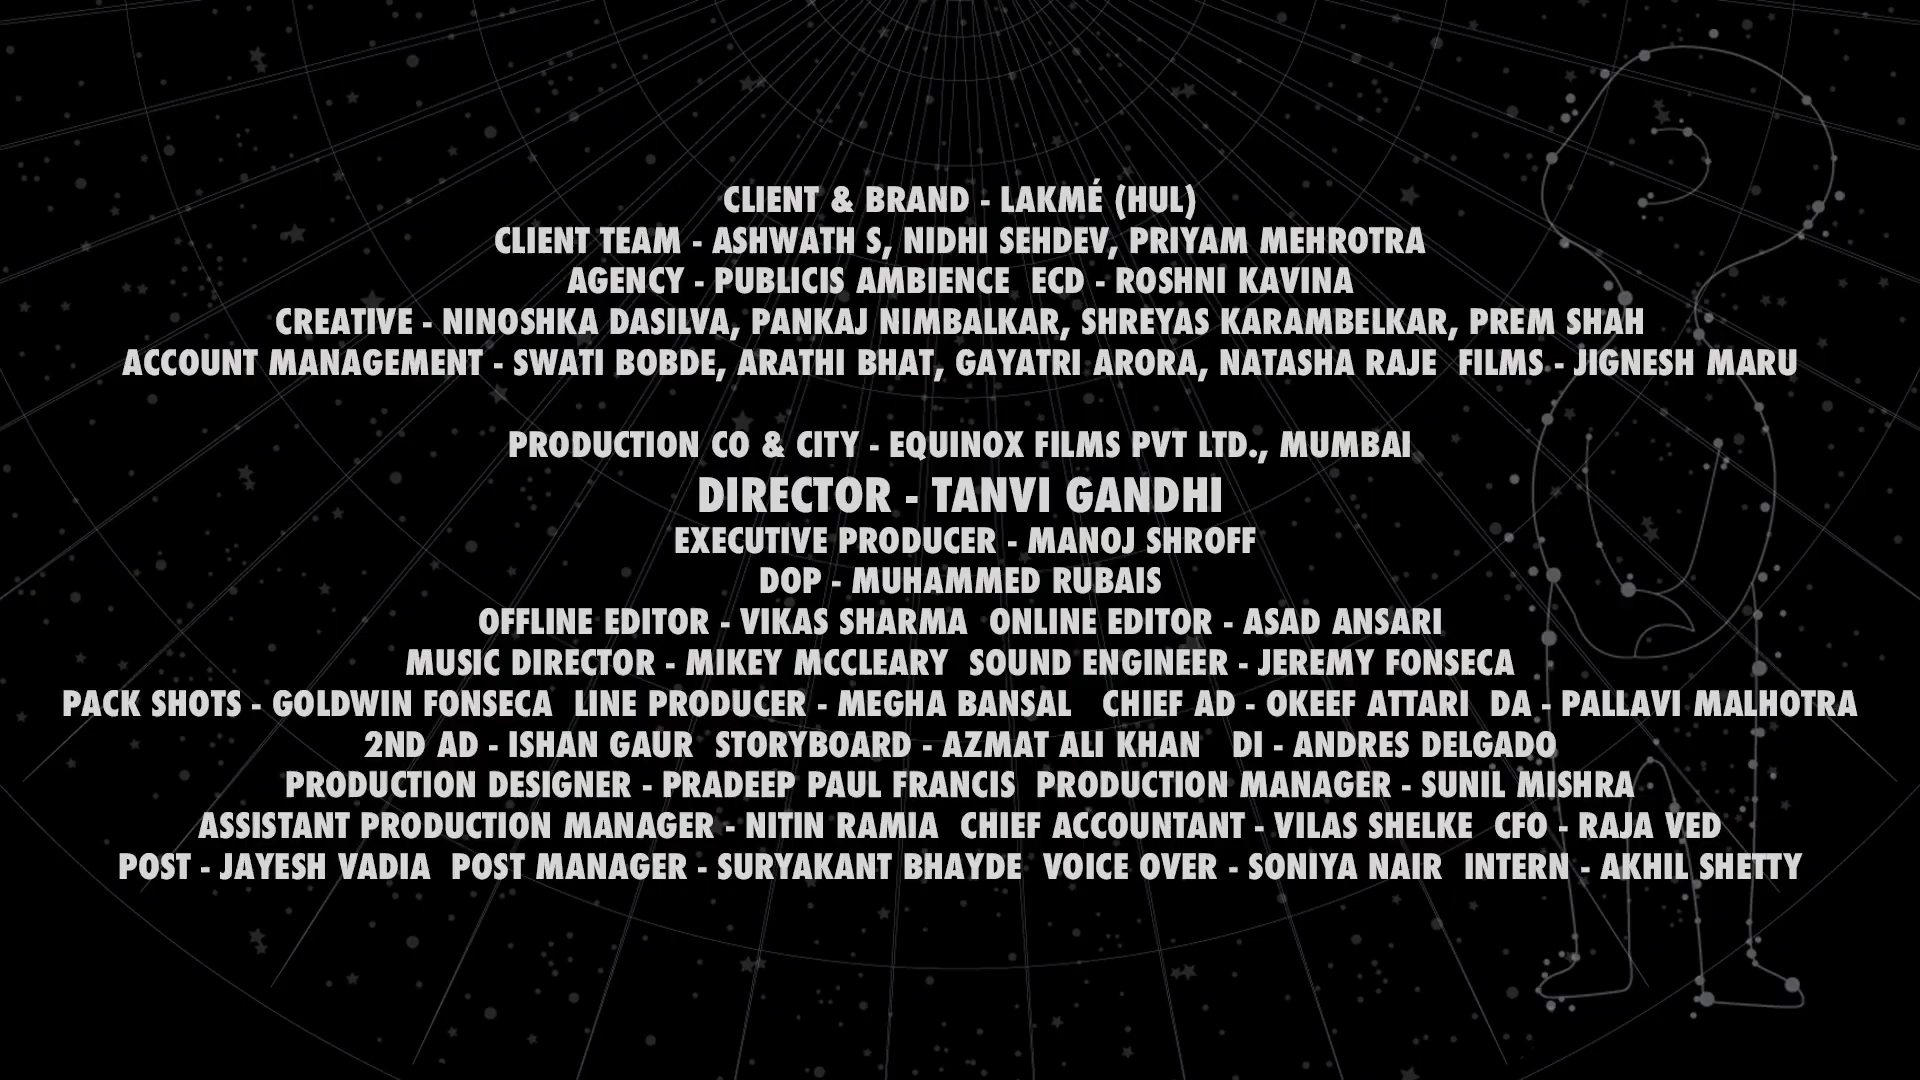 CLIENT & BRAND - LAKMÉ (HUL)
CLIENT TEAM - ASHWATH S, NIDHI SEHDEV, PRIYAM MEHROTRA
AGENCY - PUBLICIS AMBIENCE ECD - ROSHNI KAVINA
CREATIVE - NINOSHKA DASILVA, PANKAJ NIMBALKAR, SHREYAS KARAMBELKAR, PREM SHAH
ACCOUNT MANAGEMENT - SWATI BOBDE, ARATHI BHAT, GAYATRI ARORA, NATASHA RAJE FILMS - JIGNESH MARU
PRODUCTION CO & CITY - EQUINOX FILMS PVT LTD., MUMBAI
DIRECTOR - TANVI GANDHI
EXECUTIVE PRODUCER - MANOJ SHROFF
DOP - MUHAMMED RUBAIS
OFFLINE EDITOR - VIKAS SHARMA ONLINE EDITOR - ASAD ANSARI
MUSIC DIRECTOR - MIKEY MCCLEARY SOUND ENGINEER - JEREMY FONSECA
PACK SHOTS - GOLDWIN FONSECA LINE PRODUCER - MEGHA BANSAL CHIEF AD - OKEEF ATTARI DA - PALLAVI MALHOTRA
2ND AD - ISHAN GAUR STORYBOARD - AZMAT ALI KHAN DI - ANDRES DELGADO
PRODUCTION DESIGNER - PRADEEP PAUL FRANCIS PRODUCTION MANAGER - SUNIL MISHRA
ASSISTANT PRODUCTION MANAGER - NITIN RAMIA CHIEF ACCOUNTANT - VILAS SHELKE CFO - RAJA VED
POST - JAYESH VADIA POST MANAGER - SURYAKANT BHAYDE VOICE OVER - SONIYA NAIR INTERN - AKHIL SHETTY